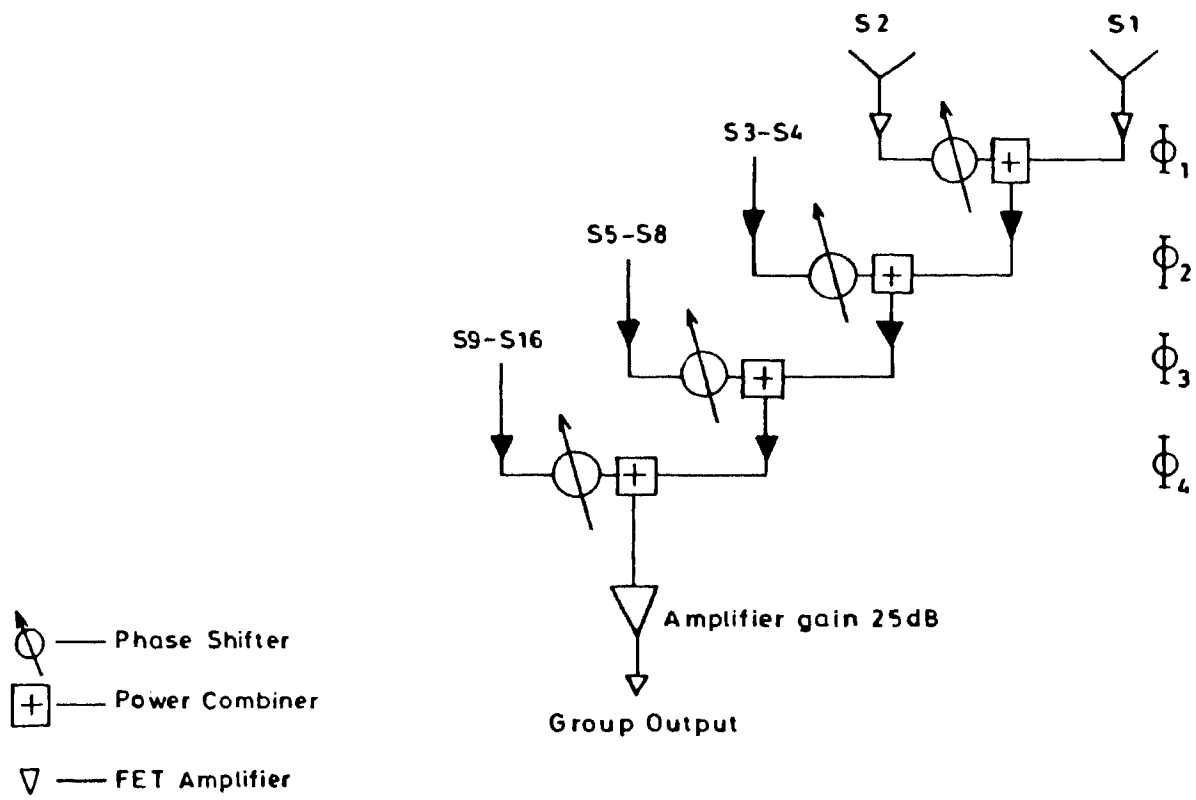 S2
S1
S3-S4
Φ1
S5-S8
Φ2
S9-S16
Φ3
Φ4
Amplifier gain 25dB
Phase Shifter
+ Power Combiner
Group Output
FET Amplifier